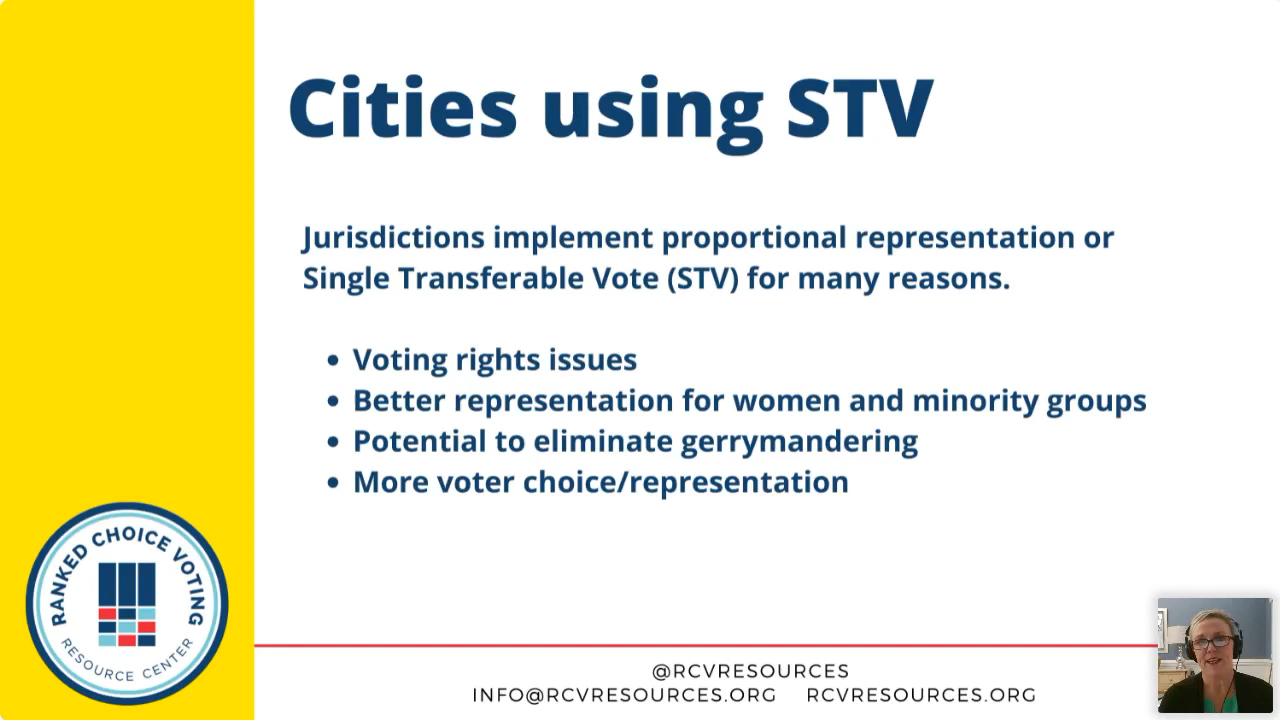 Cities using STV
Jurisdictions implement proportional representation or
Single Transferable Vote (STV) for many reasons.
• Voting rights issues
• Better representation for women and minority groups
• Potential to eliminate gerrymandering
• More voter choice/representation
RANKED CHOICE VOTING
RESOURCE CENTER
@RCVRESOURCES
INFO@RCVRESOURCES.ORG RCVRESOURCES.ORG